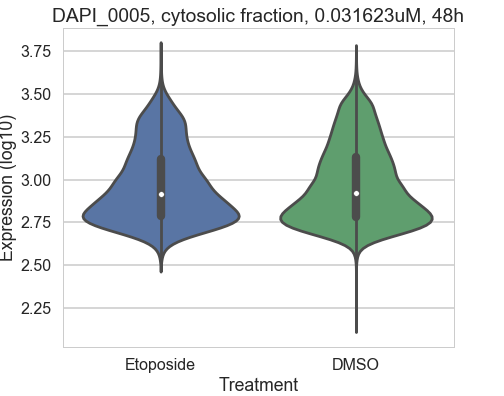 DAPI_0005, cytosolic fraction, 0.031623uM, 48h
Expression (log10)
3.75
3.50
3.25
3.00
2.75
2.50
2.25
Etoposide
DMSO
Treatment